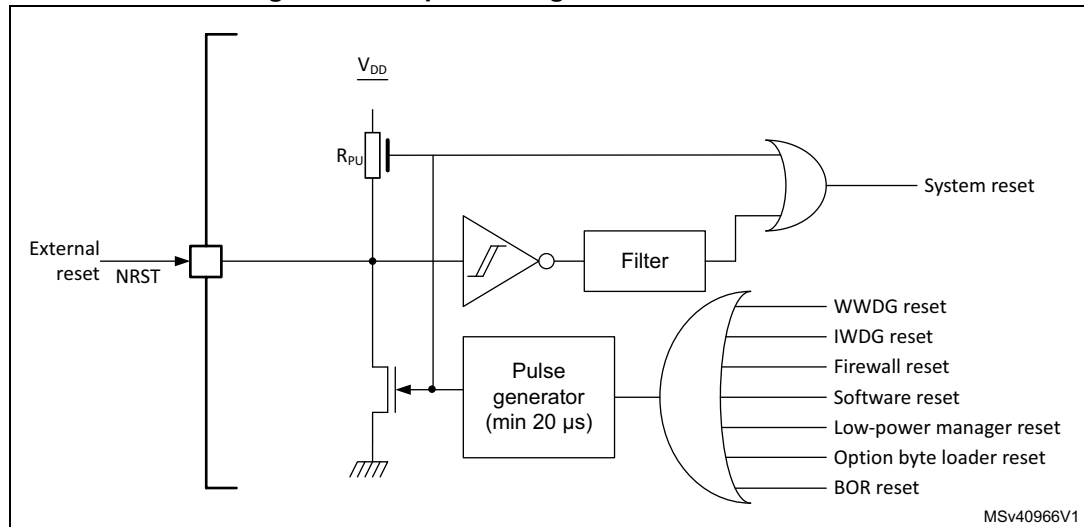 V_DD
R_PU
System reset
External
reset
NRST
Filter
WWDG reset
IWDG reset
Firewall reset
Software reset
Low-power manager reset
Option byte loader reset
BOR reset
Pulse
generator
(min 20 µs)
MSv40966V1